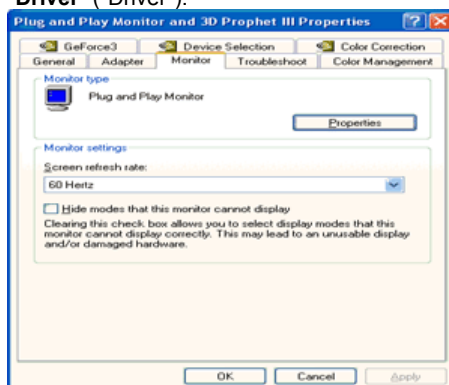 "Driver" ("Driver").
Plug and Play Monitor and 3D Prophet III Properties
GeForce3 Device Selection Color Correction
General Adapter Monitor Troubleshoot Color Management
Monitor type
Plug and Play Monitor
Properties
Monitor settings
Screen refresh rate:
60 Hertz
Hide modes that this monitor cannot display
Clearing this check box allows you to select display modes that this
monitor cannot display correctly. This may lead to an unusable display
and/or damaged hardware.
OK Cancel Apply